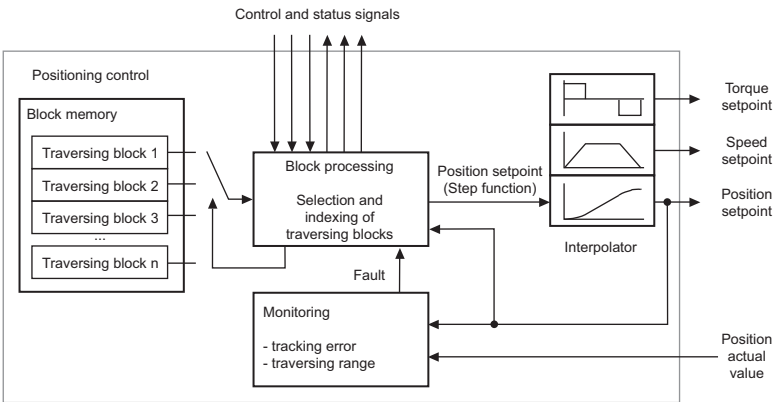 Control and status signals
Positioning control
Block memory
Traversing block 1
Traversing block 2
Traversing block 3
...
Traversing block n
Block processing
Selection and
indexing of
traversing blocks
Position setpoint
(Step function)
Interpolator
Torque
setpoint
Speed
setpoint
Position
setpoint
Fault
Monitoring
- tracking error
- traversing range
Position
actual
value